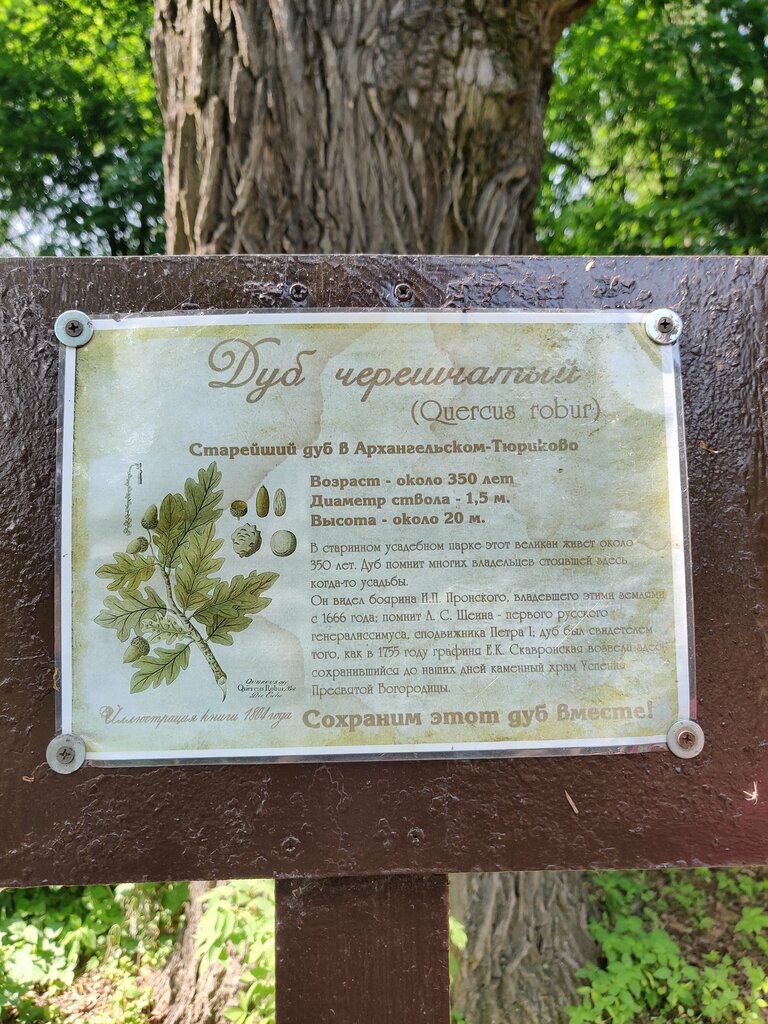 Дуб черешчатый
(Quercus robur)
Старейший дуб в Архангельском-Тюриково
Возраст - около 350 лет
Диаметр ствола - 1,5 м.
Высота - около 20 м.
В старинном усадебном парке этот великан живет около
350 лет. Дуб помнит многих владельцев стоявшей здесь
когда-то усадьбы.
Он видел боярина И.П. Пронского, владевшего этими землями
с 1666 года; помнит А. С. Шеина - первого русского
генералиссимуса, сподвижника Петра I; дуб был свидетелем
того, как в 1755 году графиня Е.К. Скавронская возвела здесь
сохранившийся до наших дней каменный храм Успения
Пресвятой Богородицы.
Quercus Robur
Иллюстрация книги 1804 года
Сохраним этот дуб вместе!